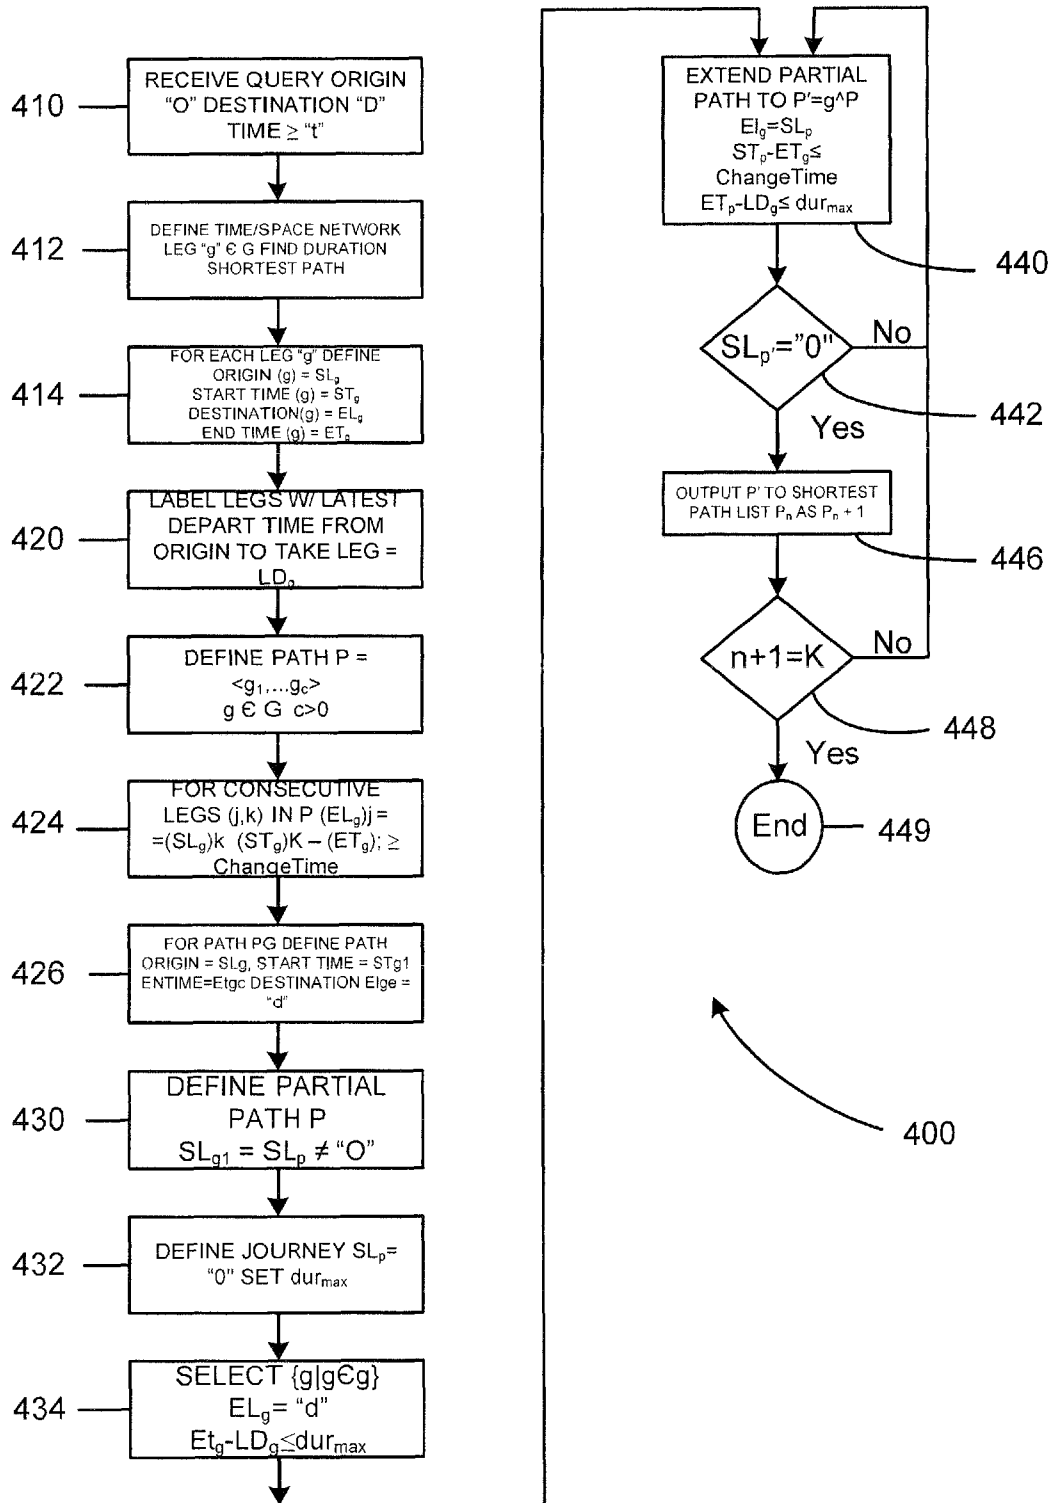 410
RECEIVE QUERY ORIGIN
“O” DESTINATION “D”
TIME ≥ “t”
412
DEFINE TIME/SPACE NETWORK
LEG “g” Є G FIND DURATION
SHORTEST PATH
414
FOR EACH LEG “g” DEFINE
ORIGIN (g) = SLg
START TIME (g) = STg
DESTINATION(g) = ELg
END TIME (g) = ETg
420
LABEL LEGS W/ LATEST
DEPART TIME FROM
ORIGIN TO TAKE LEG =
LDg
422
DEFINE PATH P =
<g1,...gc>
g Є G c>0
424
FOR CONSECUTIVE
LEGS (j,k) IN P (ELg)j =
=(SLg)k (STg)K – (ETg); ≥
ChangeTime
426
FOR PATH PG DEFINE PATH
ORIGIN = SLg, START TIME = STg1
ENTIME=Etgc DESTINATION Elge =
“d”
430
DEFINE PARTIAL
PATH P
SLg1 = SLp ≠ “O”
432
DEFINE JOURNEY SLp=
“0” SET durmax
434
SELECT {g|gЄg}
ELg= “d”
Etg-LDg≤durmax
EXTEND PARTIAL
PATH TO P'=g^P
Elg=SLp
STp-ETg≤
ChangeTime
ETp-LDg≤ durmax
440
SLp'=”0”
No
442
Yes
OUTPUT P' TO SHORTEST
PATH LIST Pn AS Pn + 1
446
n+1=K
No
448
Yes
End
449
400